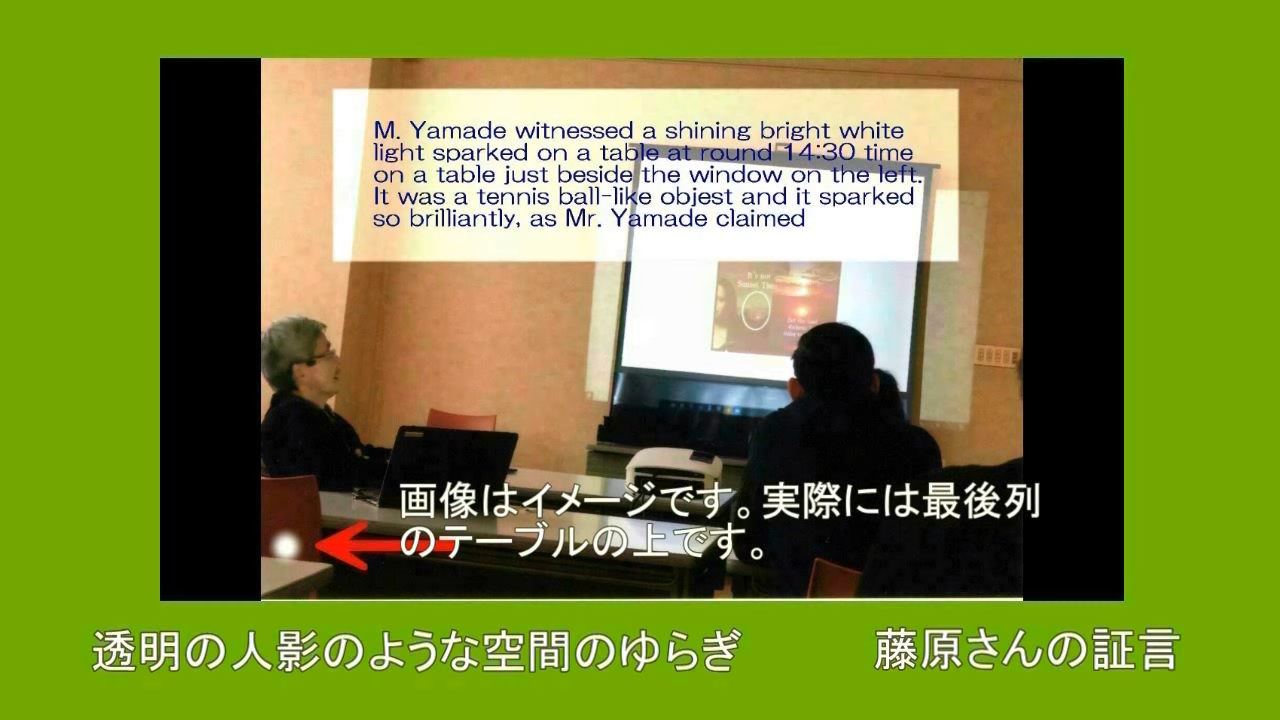 M. Yamade witnessed a shining bright white
light sparked on a table at round 14:30 time
on a table just beside the window on the left.
It was a tennis ball-like objest and it sparked
so brilliantly, as Mr. Yamade claimed
It's not
Sunset The
画像はイメージです。実際には最後列
のテーブルの上です。
透明の人影のような空間のゆらぎ
藤原さんの証言